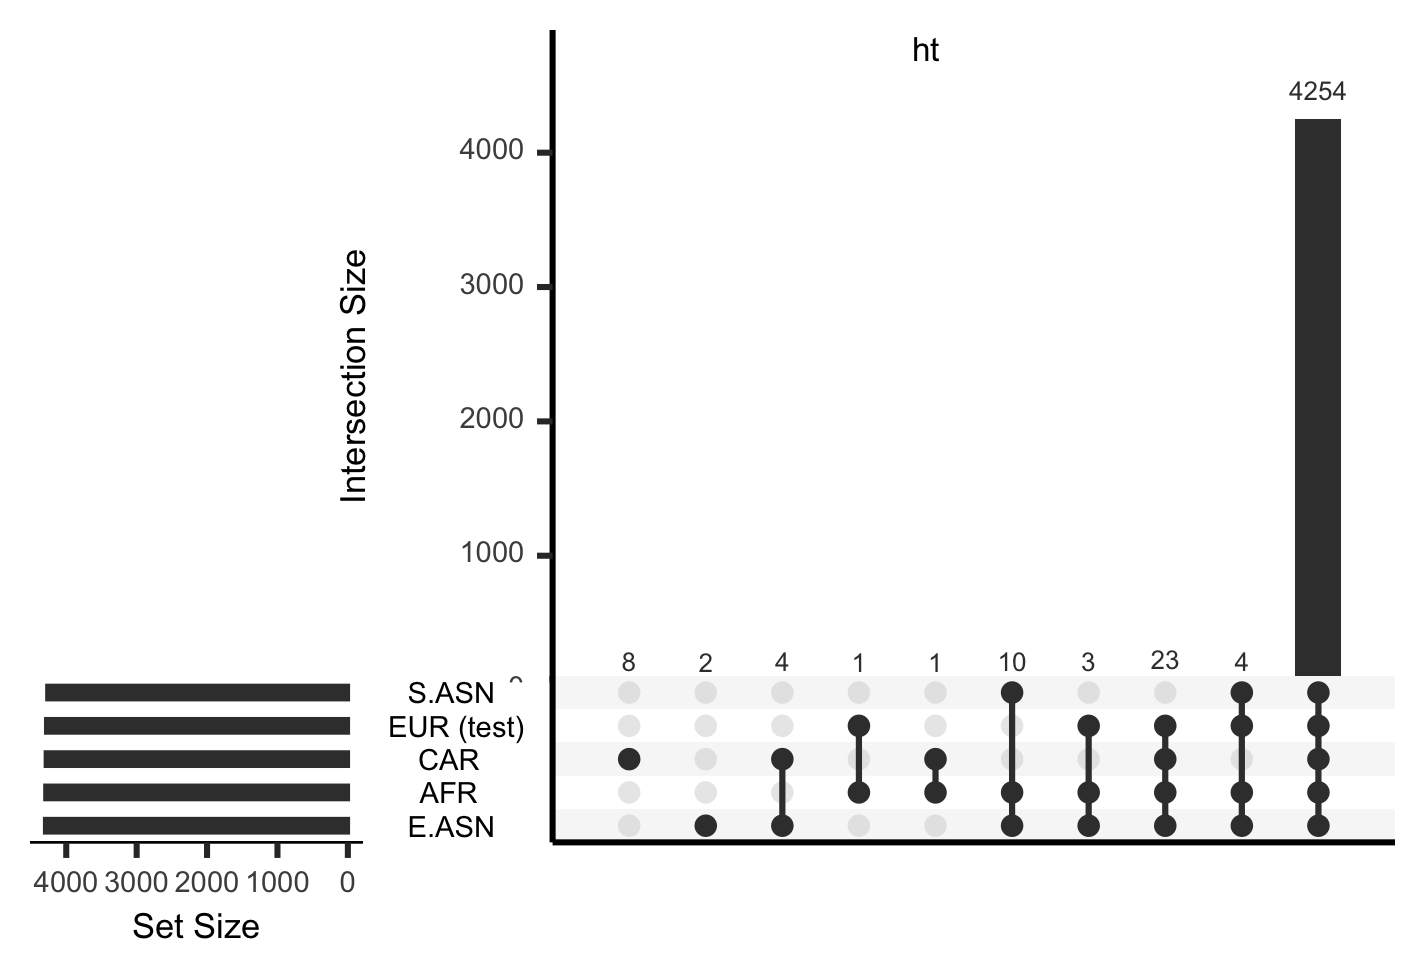 ht
4254
4000
3000
2000
1000
0
Intersection Size
8 2 4 1 1 10 3 23 4
S.ASN
EUR (test)
CAR
AFR
E.ASN
4000 3000 2000 1000 0
Set Size